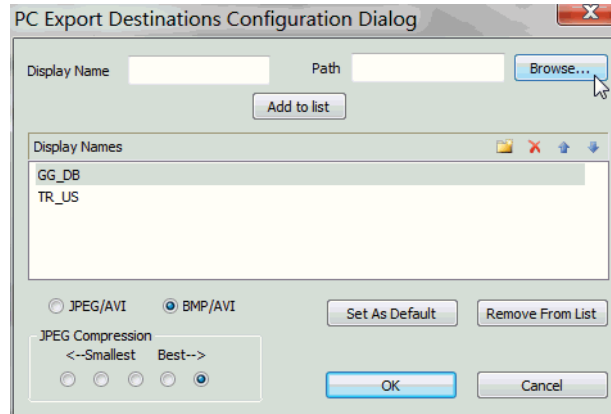 PC Export Destinations Configuration Dialog
Display Name
Path
Browse...
Add to list
Display Names
GG_DB
TR_US
JPEG/AVI
BMP/AVI
Set As Default
Remove From List
JPEG Compression
<--Smallest
Best-->
OK
Cancel